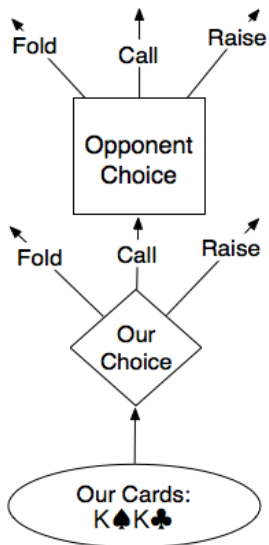 Fold
Call
Raise
Opponent
Choice
Fold
Call
Raise
Our
Choice
Our Cards:
K♠K♣